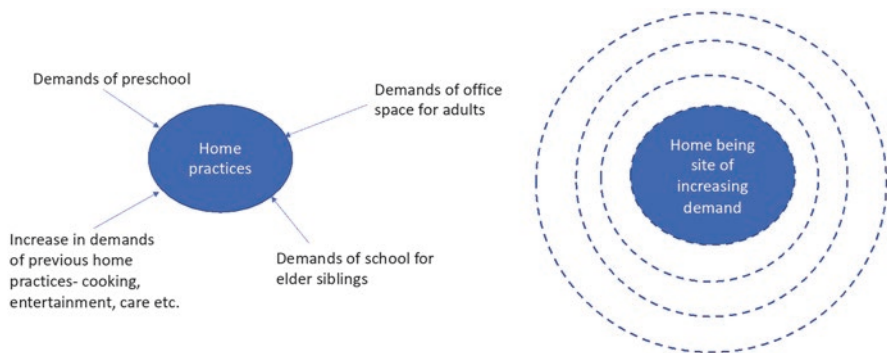 Demands of preschool
Demands of office
space for adults
Home
practices
Increase in demands
of previous home
practices- cooking,
entertainment, care etc.
Demands of school for
elder siblings
Home being
site of
increasing
demand